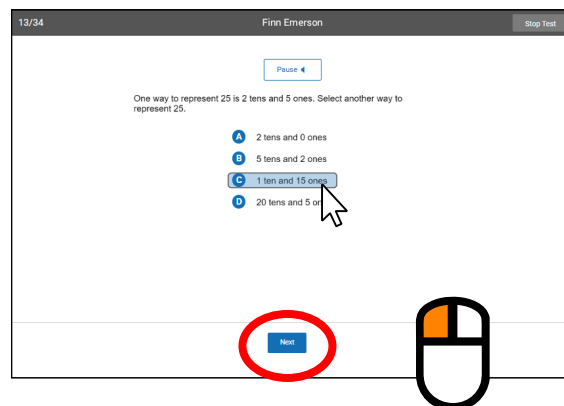 13/34 Finn Emerson Stop Test
Pause
One way to represent 25 is 2 tens and 5 ones. Select another way to
represent 25.
A 2 tens and 0 ones
B 5 tens and 2 ones
C 1 ten and 15 ones
D 20 tens and 5 on
Next